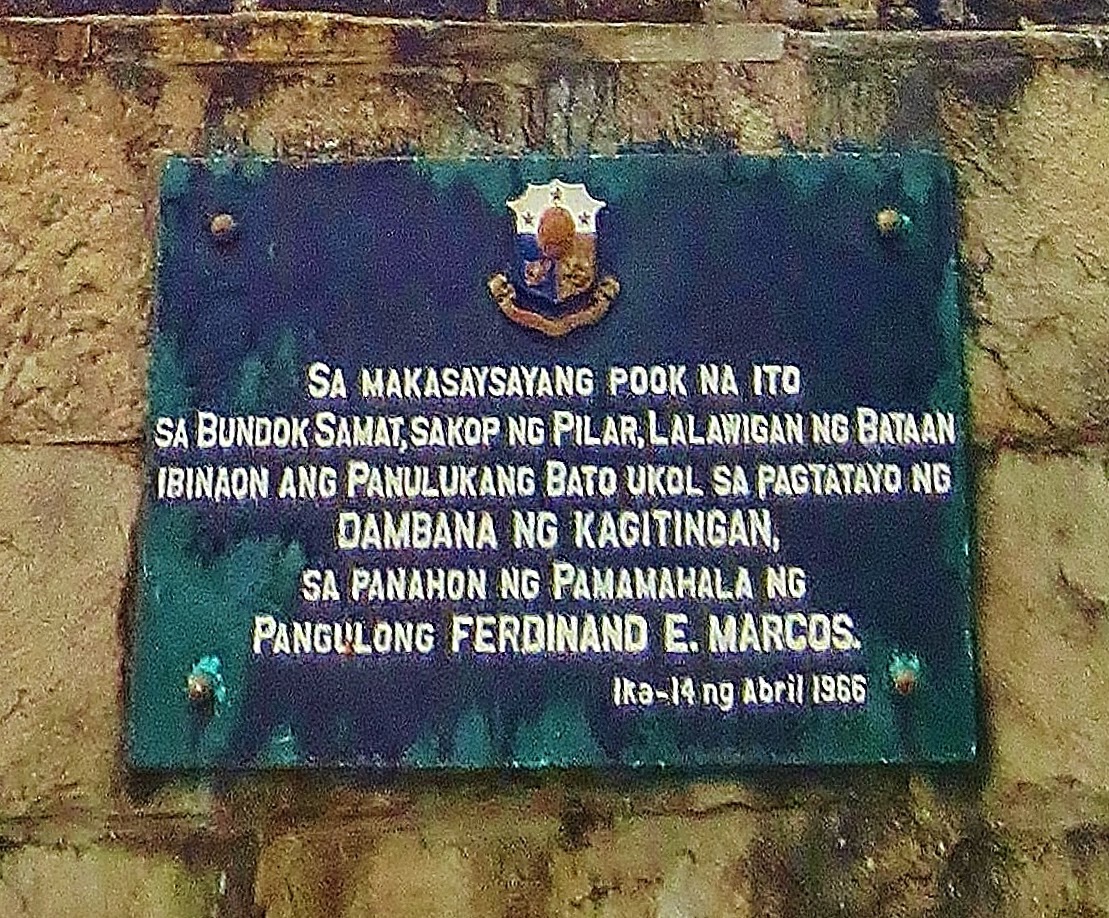 Sa makasaysayang pook na ito
sa Bundok Samat, sakop ng Pilar, Lalawigan ng Bataan
ibinaon ang Panulukang Bato ukol sa pagtatayo ng
DAMBANA NG KAGITINGAN,
sa panahon ng Pamamahala ng
Pangulong FERDINAND E. MARCOS.
Ika-14 ng Abril 1966